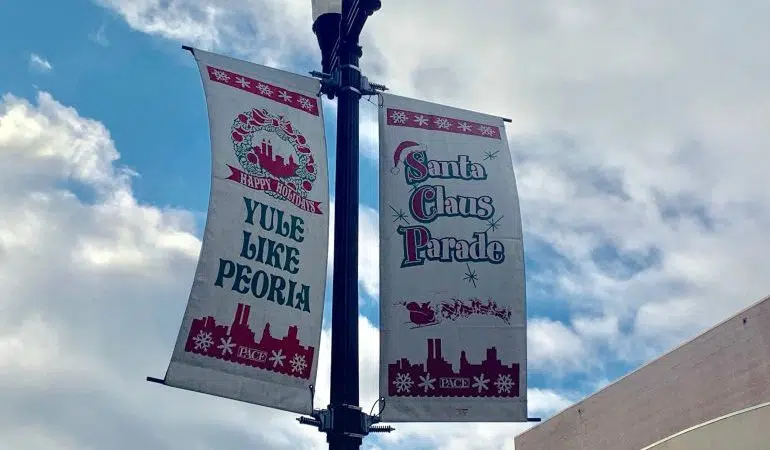 HAPPY HOLIDAYS
YULE
LIKE
PEORIA
PACE
Santa
Claus
Parade
PACE